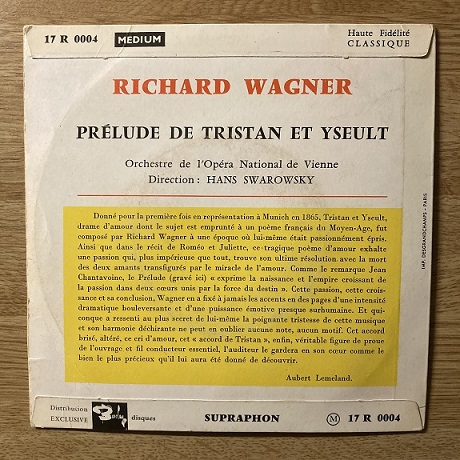 17 R 0004 MEDIUM Haute Fidélité
CLASSIQUE
RICHARD WAGNER
PRÉLUDE DE TRISTAN ET YSEULT
Orchestre de l'Opéra National de Vienne
Direction: HANS SWAROWSKY
Donné pour la première fois en représentation à Munich en 1865, Tristan et Yseult,
drame d'amour dont le sujet est emprunté à un poème français du Moyen-Age, fut
composé par Richard Wagner à une époque où lui-même était passionnément épris.
Ainsi que dans le récit de Roméo et Juliette, ce-tragique poème d'amour exhalte
une passion qui, plus impérieuse que tout, trouve son ultime résolution avec la mort
des deux amants transfigurés par le miracle de l'amour. Comme le remarque Jean
Chantavoine, le Prélude (gravé ici) « exprime la naissance et l'empire croissant de
la passion dans deux cœurs unis par la force du destin ». Cette passion, cette crois-
sance et sa conclusion, Wagner en a fixé à jamais les accents en des pages d'une intensité
dramatique bouleversante et d'une puissance émotive presque surhumaine. Et qui-
conque a ressenti au plus secret de lui-même la poignante tristesse de cette musique
et son harmonie déchirante ne peut en oublier aucune note, aucun motif. Cet accord
brisé, altéré, ce cri d'amour, cet « accord de Tristan », enfin, véritable figure de proue
de l'ouvrage et fil conducteur essentiel, l'auditeur le gardera en son cœur comme le
bien le plus précieux qu'il lui aura été donné de découvrir.
Aubert Lemeland.
IMP. DESGRANDCHAMPS - PARIS
Distribution
EXCLUSIVE disques SUPRAPHON M 17 R 0004